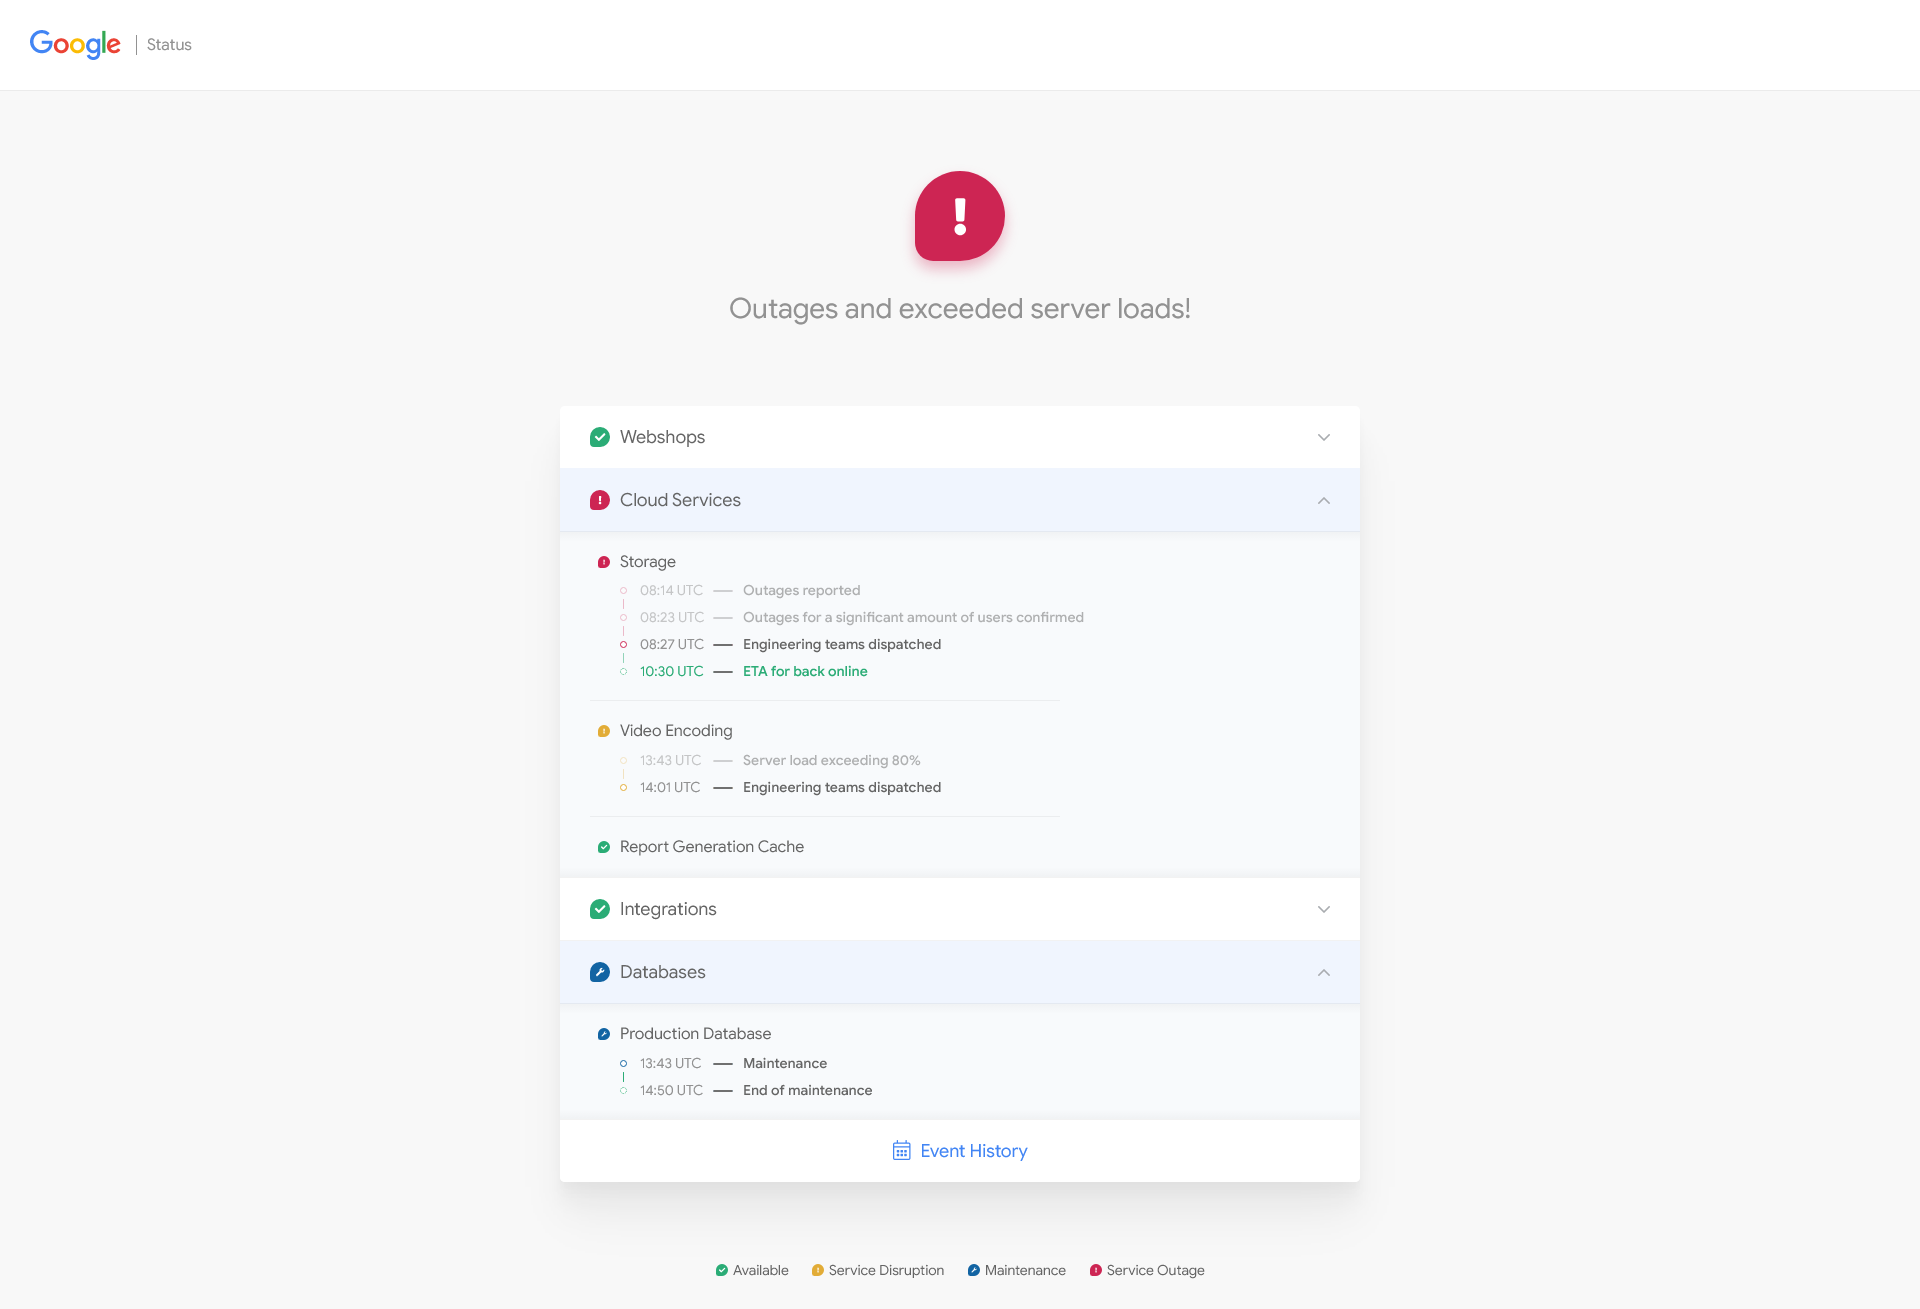 Google Status
Outages and exceeded server loads!
Webshops
Cloud Services
Storage
08:14 UTC — Outages reported
08:23 UTC — Outages for a significant amount of users confirmed
08:27 UTC — Engineering teams dispatched
10:30 UTC — ETA for back online
Video Encoding
13:43 UTC — Server load exceeding 80%
14:01 UTC — Engineering teams dispatched
Report Generation Cache
Integrations
Databases
Production Database
13:43 UTC — Maintenance
14:50 UTC — End of maintenance
Event History
Available Service Disruption Maintenance Service Outage